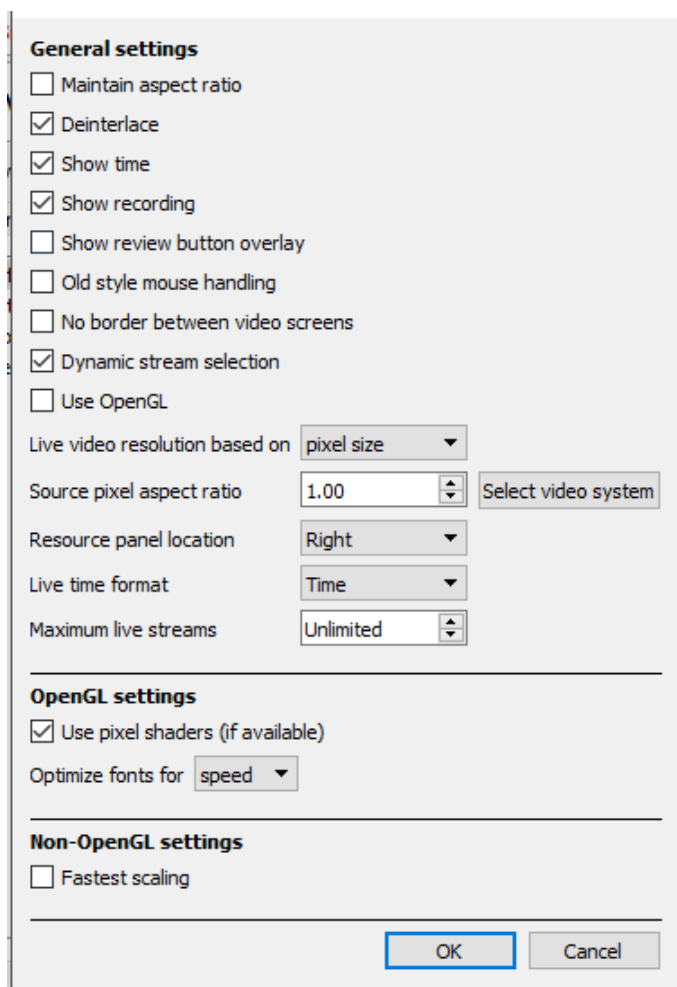 General settings
Maintain aspect ratio
Deinterlace
Show time
Show recording
Show review button overlay
Old style mouse handling
No border between video screens
Dynamic stream selection
Use OpenGL
Live video resolution based on pixel size
Source pixel aspect ratio 1.00 Select video system
Resource panel location Right
Live time format Time
Maximum live streams Unlimited
OpenGL settings
Use pixel shaders (if available)
Optimize fonts for speed
Non-OpenGL settings
Fastest scaling
OK Cancel